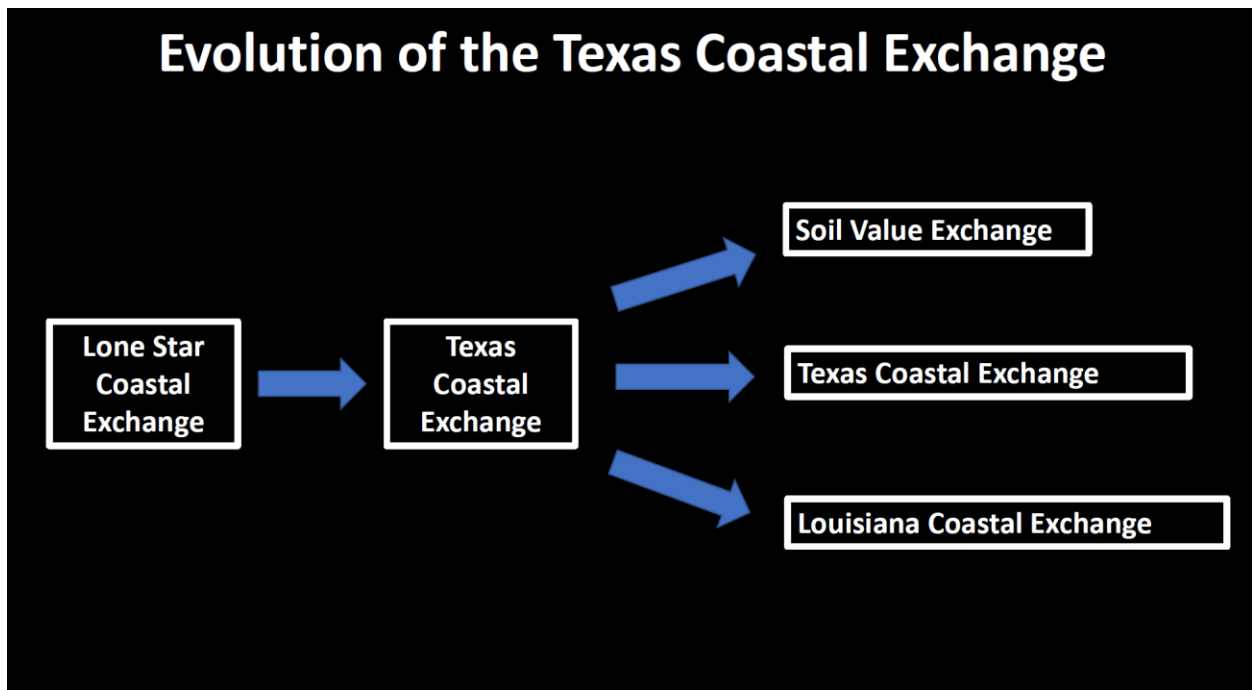 Evolution of the Texas Coastal Exchange
Lone Star
Coastal
Exchange
Texas
Coastal
Exchange
Soil Value Exchange
Texas Coastal Exchange
Louisiana Coastal Exchange